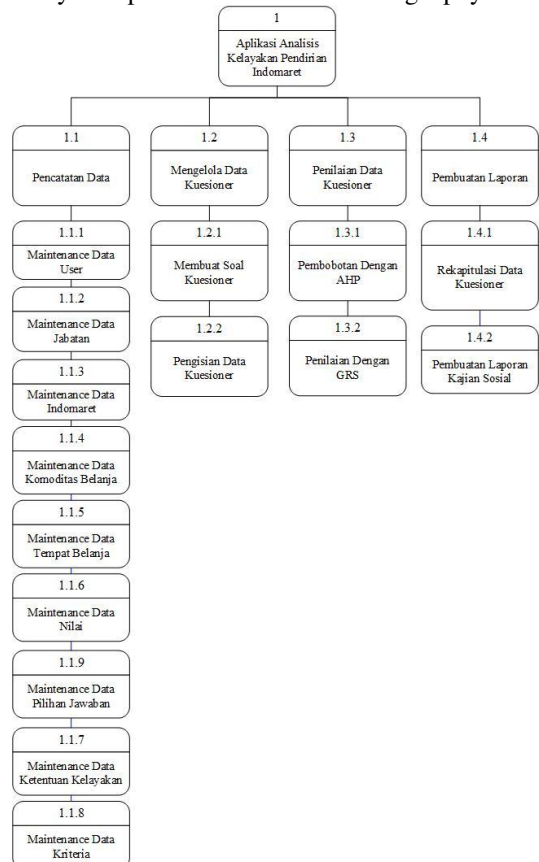 1
Aplikasi Analisis
Kelayakan Pendirian
Indomaret
1.1
Pencatatan Data
1.2
Mengelola Data
Kuesioner
1.3
Penilaian Data
Kuesioner
1.4
Pembuatan Laporan
1.1.1
Maintenance Data
User
1.1.2
Maintenance Data
Jabatan
1.1.3
Maintenance Data
Indomaret
1.1.4
Maintenance Data
Komoditas Belanja
1.1.5
Maintenance Data
Tempat Belanja
1.1.6
Maintenance Data
Nilai
1.1.9
Maintenance Data
Pilihan Jawaban
1.1.7
Maintenance Data
Ketentuan Kelayakan
1.1.8
Maintenance Data
Kriteria
1.2.1
Membuat Soal
Kuesioner
1.2.2
Pengisian Data
Kuesioner
1.3.1
Pembobotan Dengan
AHP
1.3.2
Penilaian Dengan
GRS
1.4.1
Rekapitulasi Data
Kuesioner
1.4.2
Pembuatan Laporan
Kajian Sosial